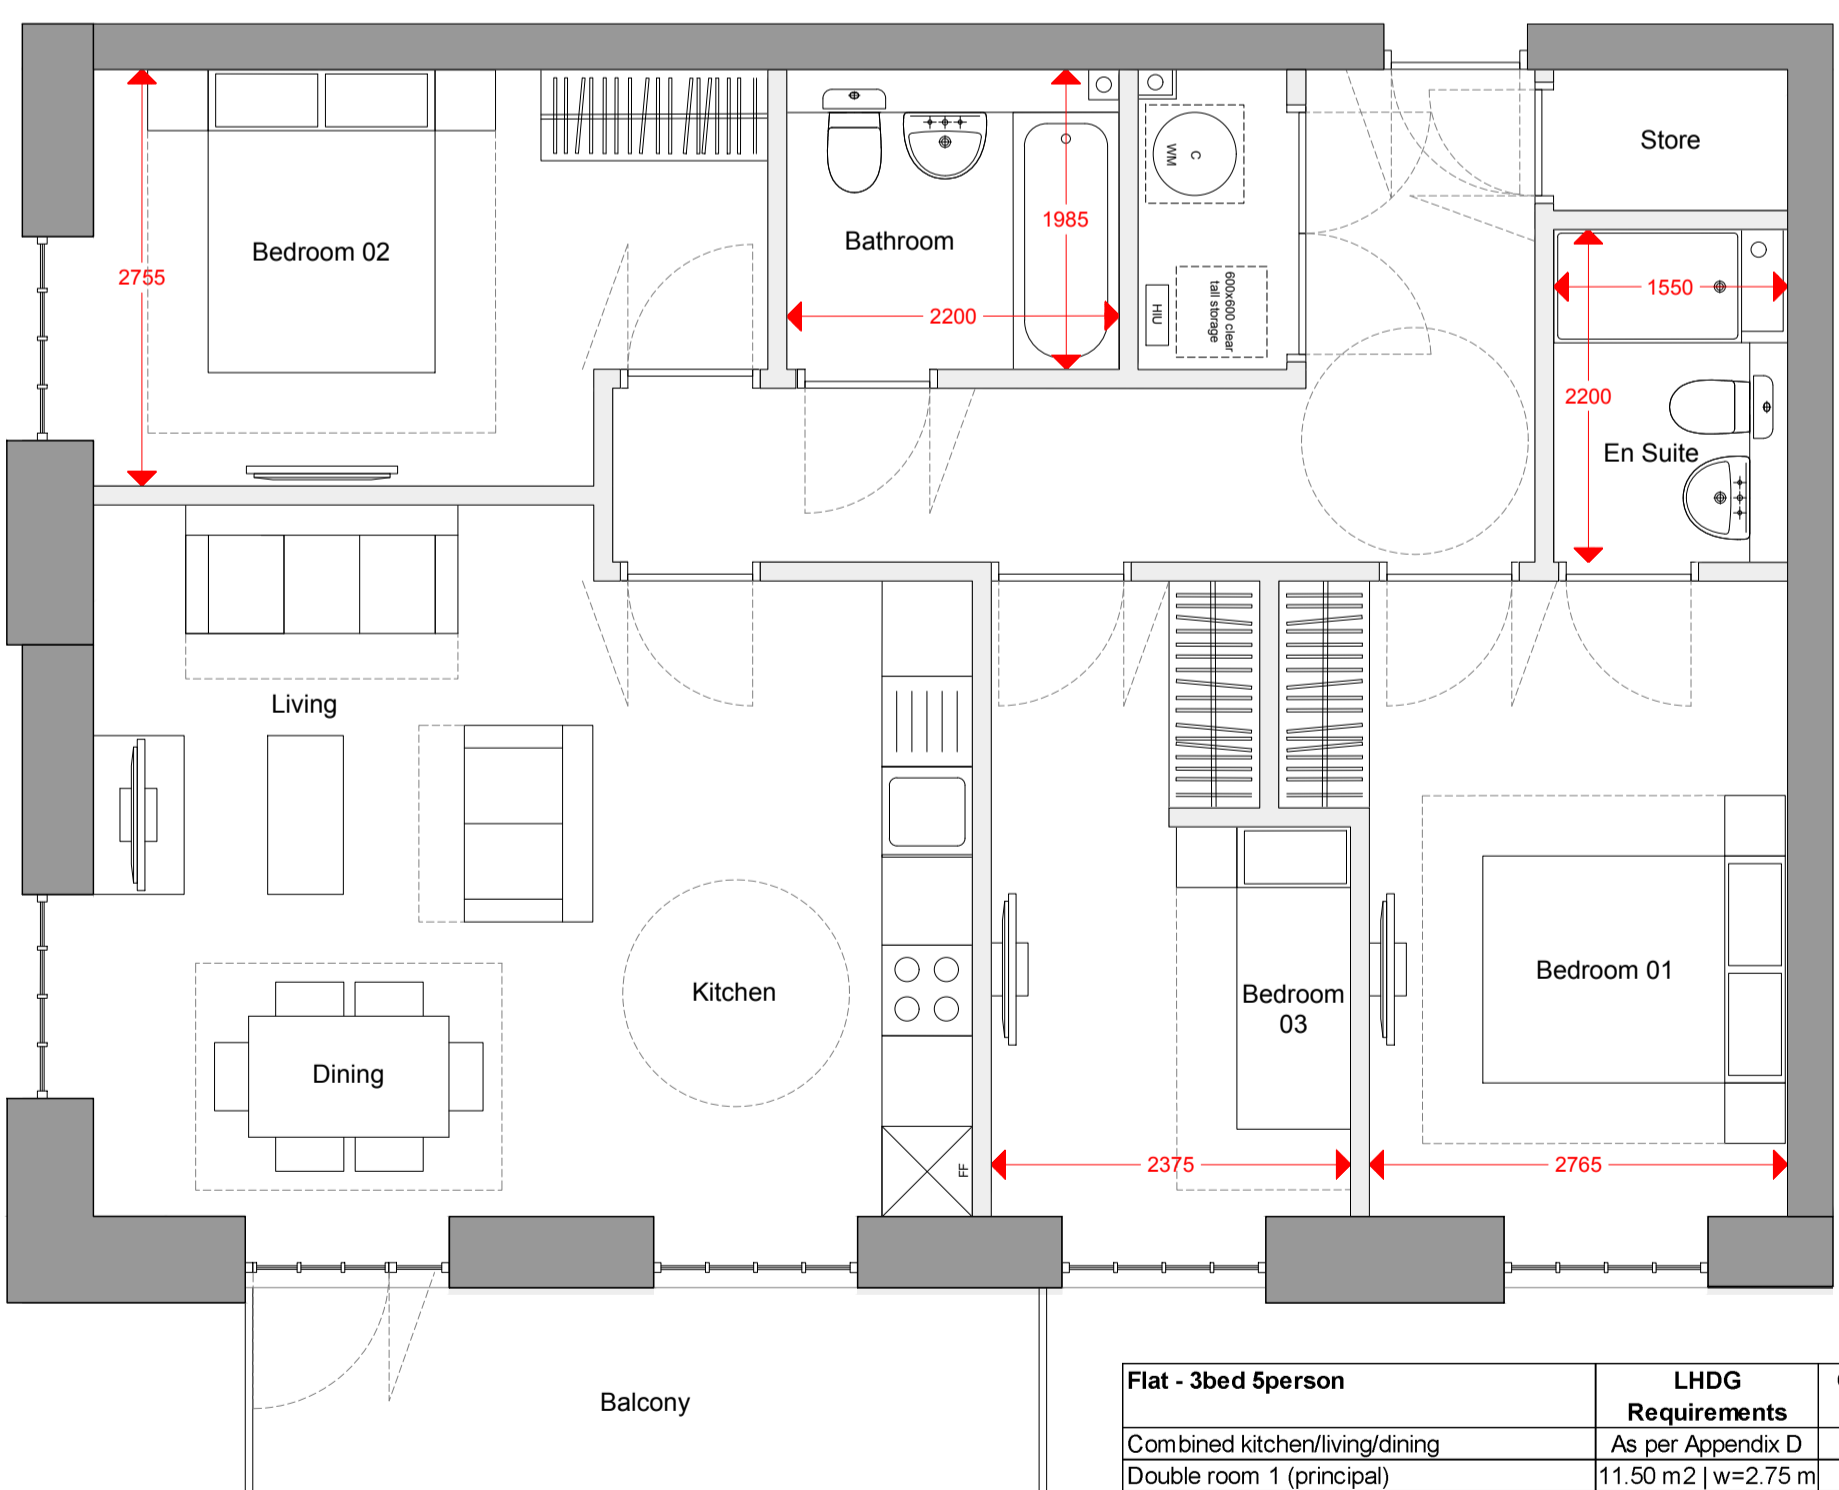 Bedroom 02
2755
Bathroom
1985
2200
C
WM
HIU
600x600 clear
tall storage
Store
1550
2200
En Suite
Living
Kitchen
Dining
FF
Bedroom
03
Bedroom 01
2375
2765
Balcony
Flat - 3bed 5person
LHDG
Requirements
Combined kitchen/living/dining
As per Appendix D
Double room 1 (principal)
11.50 m2 | w=2.75 m